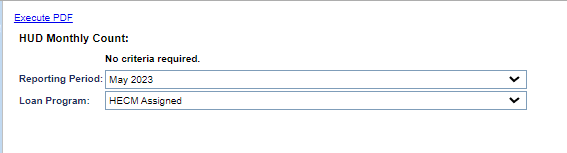 Execute PDF
HUD Monthly Count:
No criteria required.
Reporting Period: May 2023
Loan Program: HECM Assigned